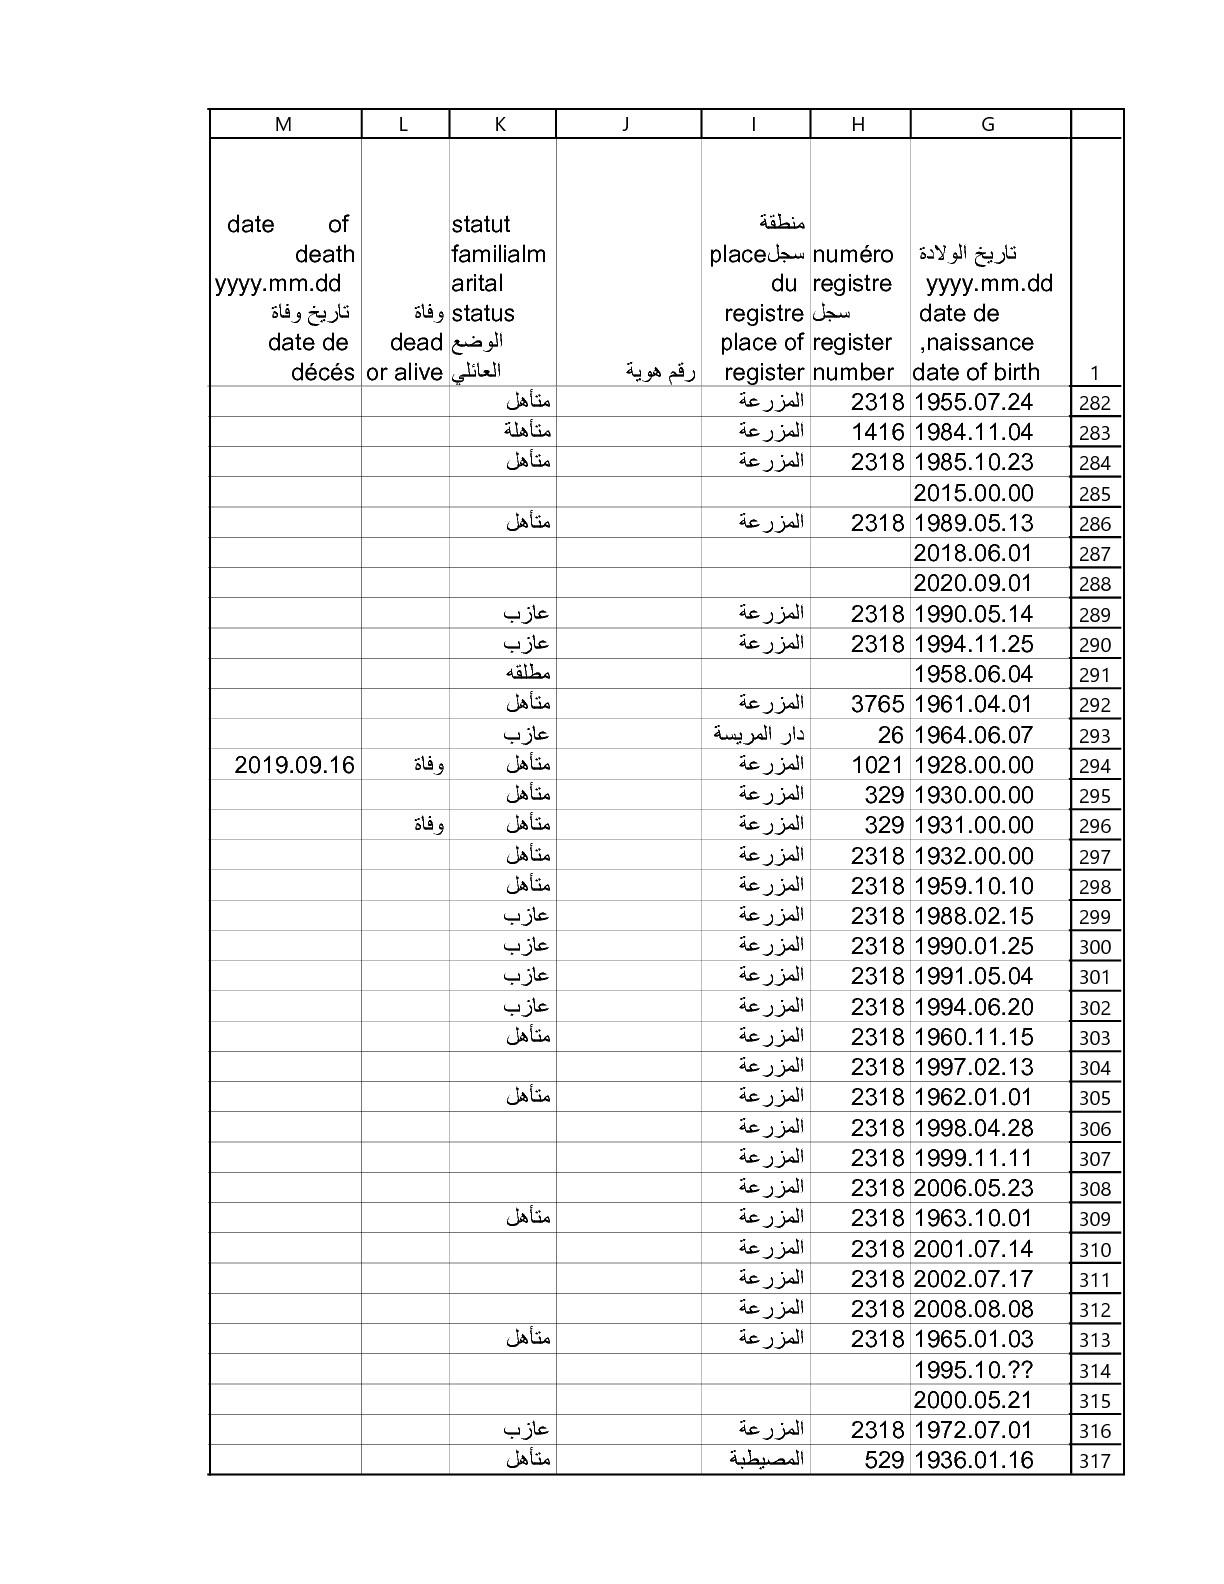 M L K J I H G
date of statut منطقة
death familialm placeسجل numéro تاريخ الولادة
yyyy.mm.dd arital du registre yyyy.mm.dd
تاريخ وفاة وفاة status registre سجل date de
date de dead الوضع place of register ,naissance
décés or alive العائلي رقم هوية register number date of birth 1
متأهل المزرعة 2318 1955.07.24 282
متأهلة المزرعة 1416 1984.11.04 283
متأهل المزرعة 2318 1985.10.23 284
2015.00.00 285
متأهل المزرعة 2318 1989.05.13 286
2018.06.01 287
2020.09.01 288
عازب المزرعة 2318 1990.05.14 289
عازب المزرعة 2318 1994.11.25 290
مطلقه 1958.06.04 291
متأهل المزرعة 3765 1961.04.01 292
عازب دار المريسة 26 1964.06.07 293
2019.09.16 وفاة متأهل المزرعة 1021 1928.00.00 294
متأهل المزرعة 329 1930.00.00 295
وفاة متأهل المزرعة 329 1931.00.00 296
متأهل المزرعة 2318 1932.00.00 297
متأهل المزرعة 2318 1959.10.10 298
عازب المزرعة 2318 1988.02.15 299
عازب المزرعة 2318 1990.01.25 300
عازب المزرعة 2318 1991.05.04 301
عازب المزرعة 2318 1994.06.20 302
متأهل المزرعة 2318 1960.11.15 303
المزرعة 2318 1997.02.13 304
متأهل المزرعة 2318 1962.01.01 305
المزرعة 2318 1998.04.28 306
المزرعة 2318 1999.11.11 307
المزرعة 2318 2006.05.23 308
متأهل المزرعة 2318 1963.10.01 309
المزرعة 2318 2001.07.14 310
المزرعة 2318 2002.07.17 311
المزرعة 2318 2008.08.08 312
متأهل المزرعة 2318 1965.01.03 313
1995.10.?? 314
2000.05.21 315
عازب المزرعة 2318 1972.07.01 316
متأهل المصيطبة 529 1936.01.16 317